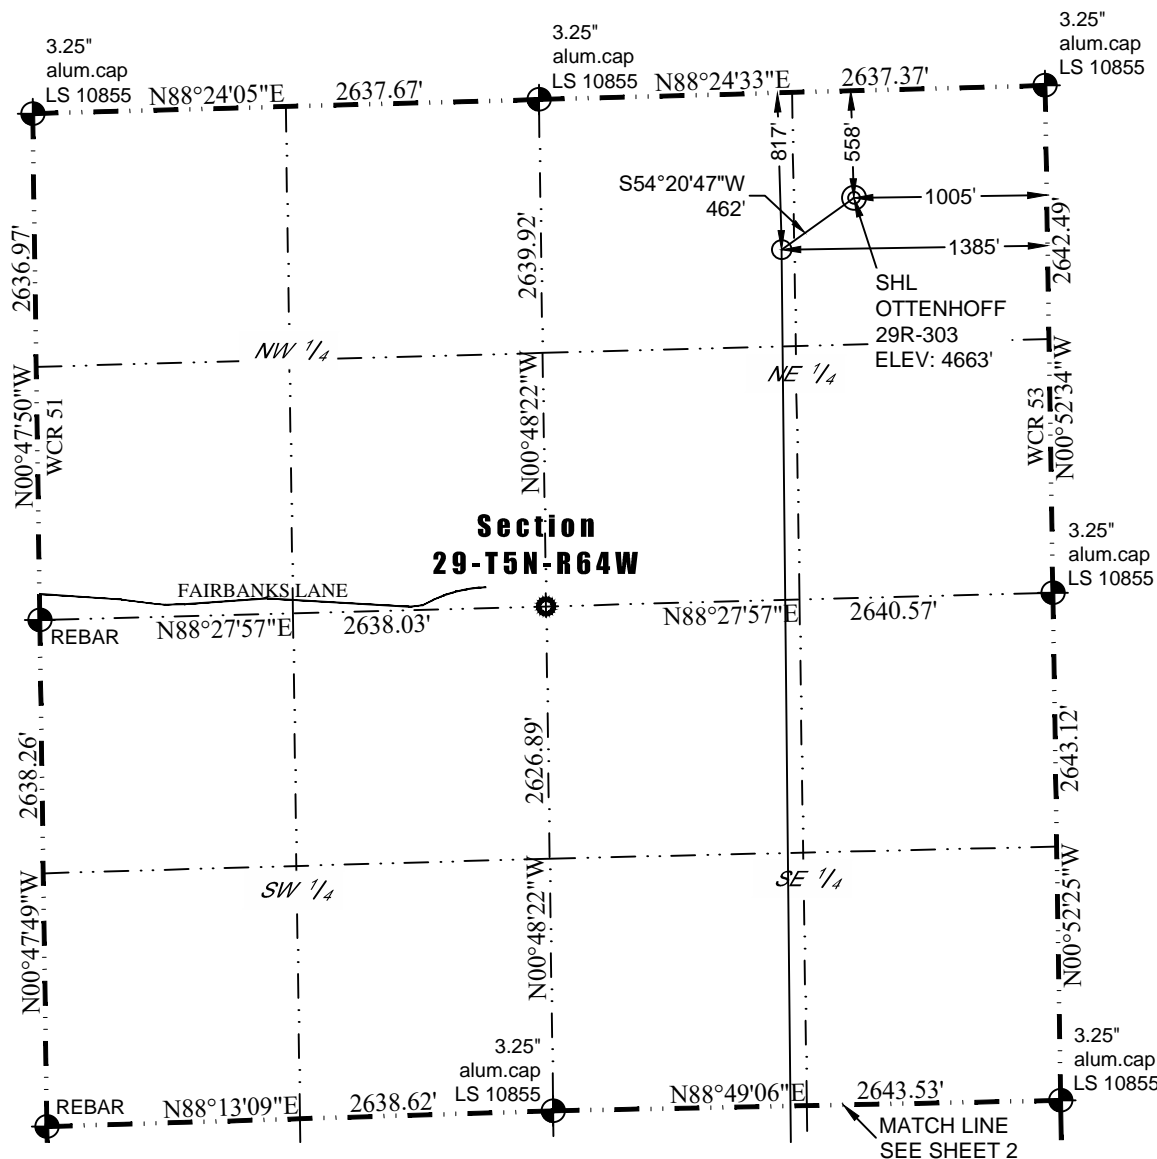 3.25"
alum.cap
LS 10855
3.25"
alum.cap
LS 10855
3.25"
alum.cap
LS 10855
N88°24'05"E
2637.67'
N88°24'33"E
2637.37'
817'
558'
S54°20'47"W
462'
1005'
1385'
2636.97'
2639.92'
2642.49'
SHL
OTTENHOFF
29R-303
ELEV: 4663'
NW 1/4
NE 1/4
N00°47'50"W
WCR 51
N00°48'22"W
WCR 53
N00°52'34"W
Section
29-T5N-R64W
3.25"
alum.cap
LS 10855
FAIRBANKS LANE
REBAR
N88°27'57"E
2638.03'
N88°27'57"E
2640.57'
2638.26'
2626.89'
2643.12'
SW 1/4
SE 1/4
N00°47'49"W
N00°48'22"W
N00°52'25"W
3.25"
alum.cap
LS 10855
3.25"
alum.cap
LS 10855
REBAR
N88°13'09"E
2638.62'
N88°49'06"E
2643.53'
MATCH LINE
SEE SHEET 2